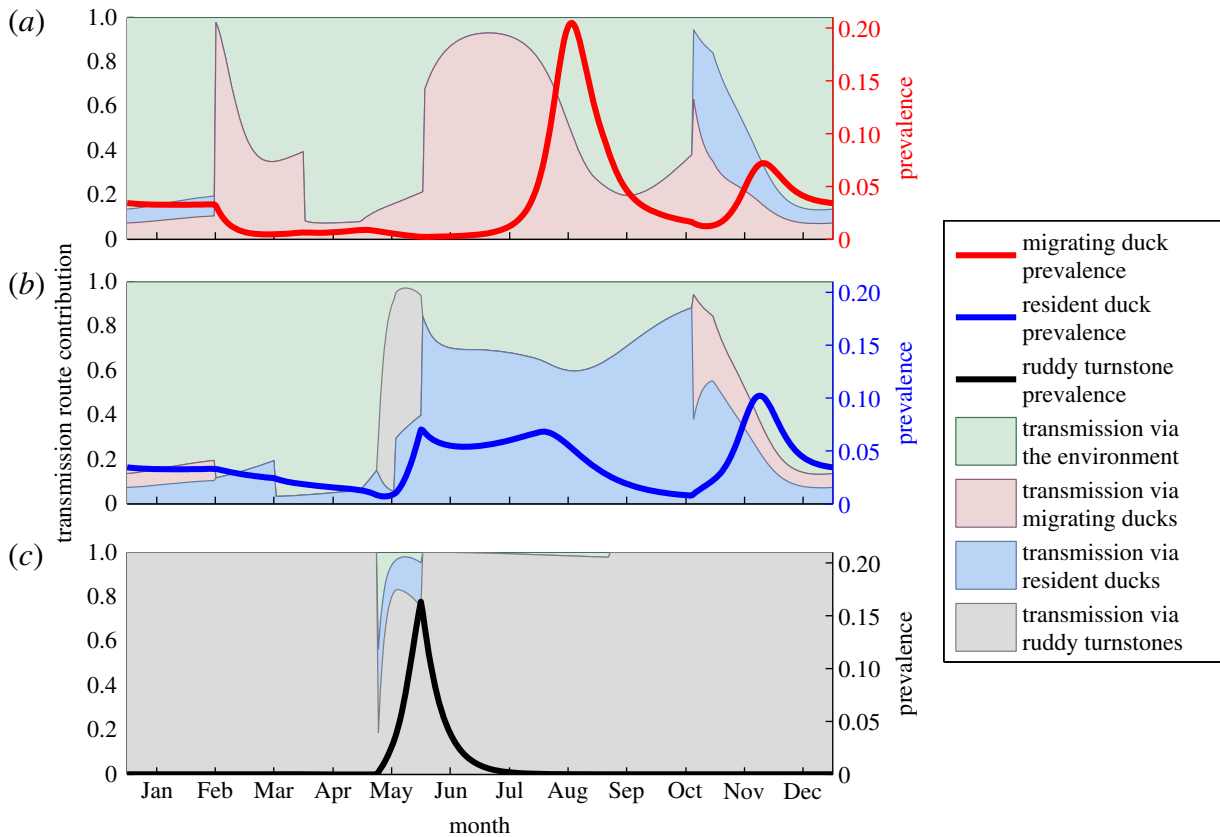 (a)
1.0
0.8
0.6
0.4
0.2
0
0.20
0.15
0.10
0.05
0
prevalence
(b)
1.0
0.8
0.6
0.4
0.2
0
0.20
0.15
0.10
0.05
0
prevalence
transmission route contribution
(c)
1.0
0.8
0.6
0.4
0.2
0
0.20
0.15
0.10
0.05
0
prevalence
Jan Feb Mar Apr May Jun Jul Aug Sep Oct Nov Dec
month
migrating duck
prevalence
resident duck
prevalence
ruddy turnstone
prevalence
transmission via
the environment
transmission via
migrating ducks
transmission via
resident ducks
transmission via
ruddy turnstones